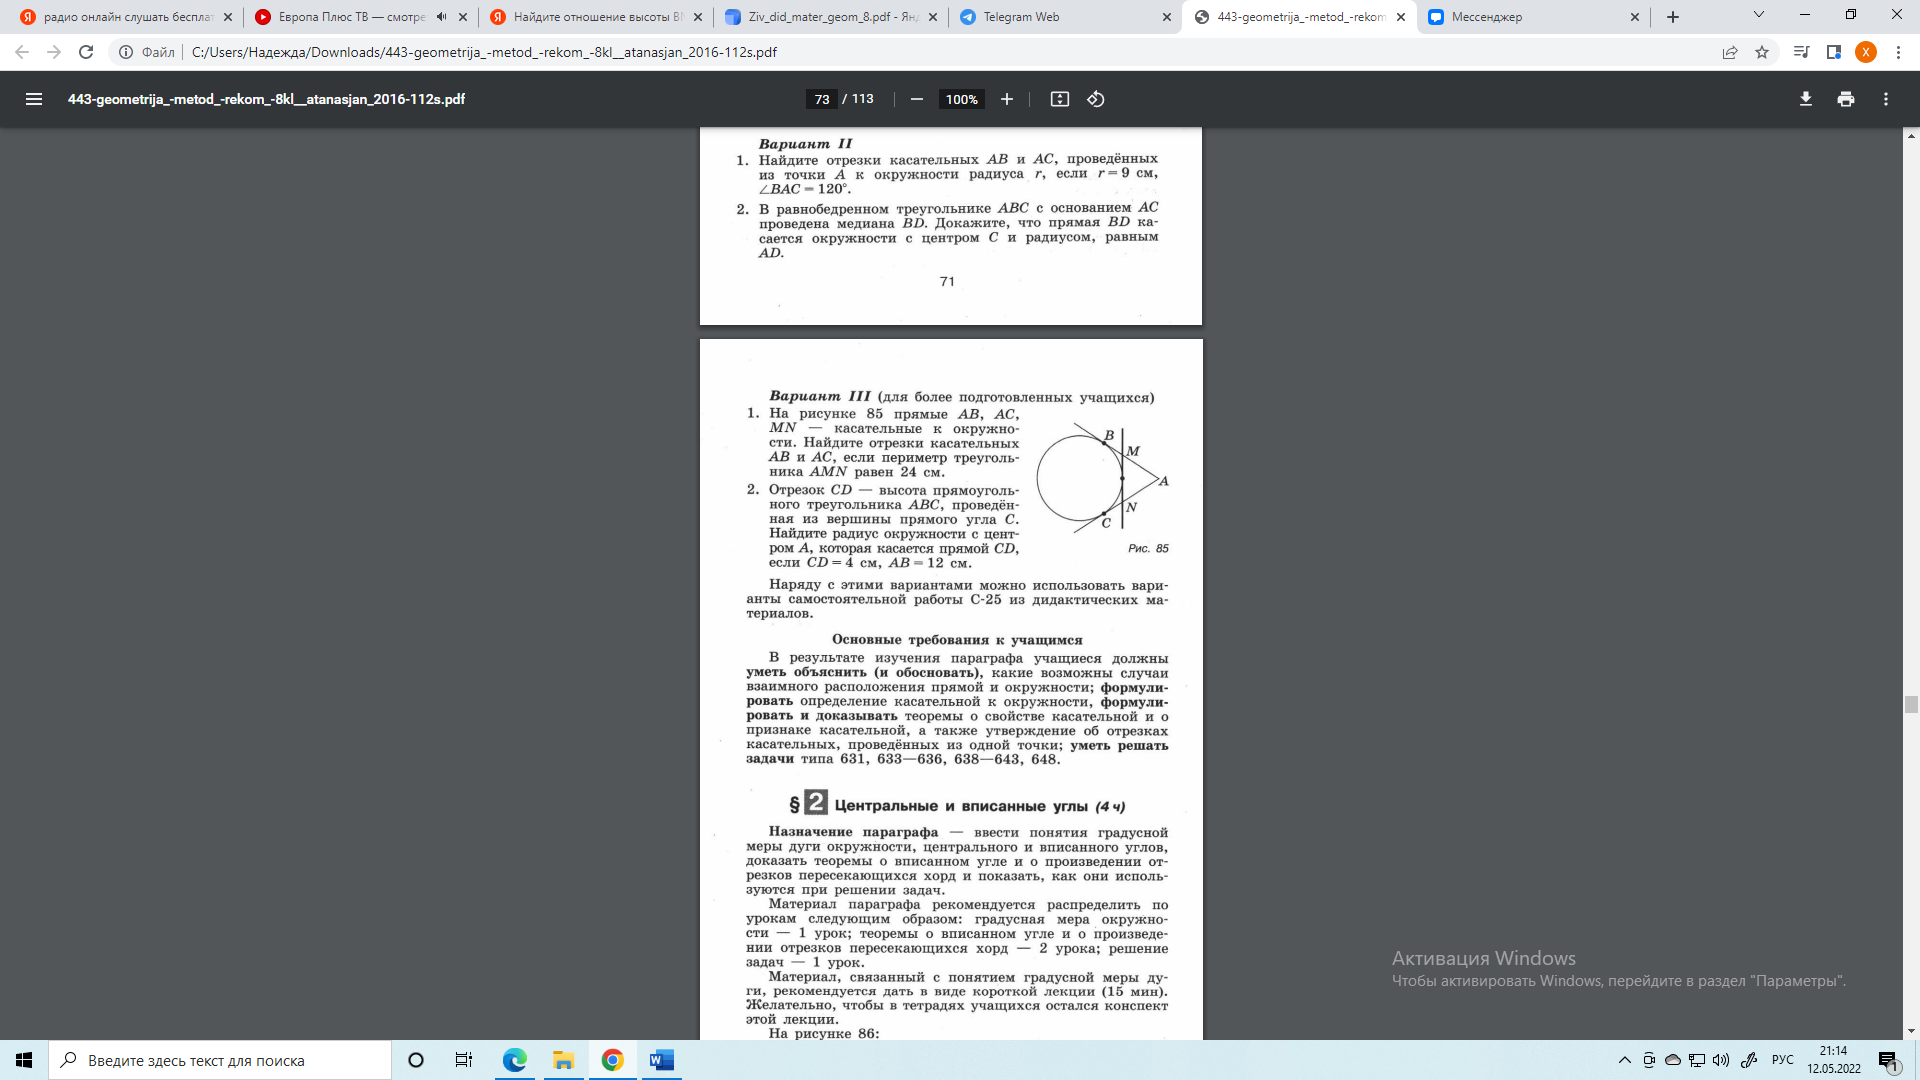 радио онлайн слушать бесплат
Европа Плюс ТВ — смотре
Найдите отношение высоты В
Ziv_did_mater_geom_8.pdf - Ян
Telegram Web
443-geometrija_-metod_-rekom
Мессенджер
Файл
C:/Users/Надежда/Downloads/443-geometrija_-metod_-rekom_-8kl__atanasjan_2016-112s.pdf
X
443-geometrija_-metod_-rekom_-8kl__atanasjan_2016-112s.pdf
73 / 113
100%
Вариант II
1. Найдите отрезки касательных AB и AC, проведённых
из точки A к окружности радиуса r, если r = 9 см,
∠BAC = 120°.
2. В равнобедренном треугольнике ABC с основанием AC
проведена медиана BD. Докажите, что прямая BD ка-
сается окружности с центром C и радиусом, равным
AD.
71
Вариант III (для более подготовленных учащихся)
1. На рисунке 85 прямые AB, AC,
MN — касательные к окружно-
сти. Найдите отрезки касательных
AB и AC, если периметр треуголь-
ника AMN равен 24 см.
2. Отрезок CD — высота прямоуголь-
ного треугольника ABC, проведён-
ная из вершины прямого угла C.
Найдите радиус окружности с цент-
ром A, которая касается прямой CD,
если CD = 4 см, AB = 12 см.
B
M
A
N
C
Рис. 85
Наряду с этими вариантами можно использовать вари-
анты самостоятельной работы С-25 из дидактических ма-
териалов.
Основные требования к учащимся
В результате изучения параграфа учащиеся должны
уметь объяснить (и обосновать), какие возможны случаи
взаимного расположения прямой и окружности; формули-
ровать определение касательной к окружности, формули-
ровать и доказывать теоремы о свойстве касательной и о
признаке касательной, а также утверждение об отрезках
касательных, проведённых из одной точки; уметь решать
задачи типа 631, 633—636, 638—643, 648.
§ 2 Центральные и вписанные углы (4 ч)
Назначение параграфа — ввести понятия градусной
меры дуги окружности, центрального и вписанного углов,
доказать теоремы о вписанном угле и о произведении от-
резков пересекающихся хорд и показать, как они исполь-
зуются при решении задач.
Материал параграфа рекомендуется распределить по
урокам следующим образом: градусная мера окружно-
сти — 1 урок; теоремы о вписанном угле и о произведе-
нии отрезков пересекающихся хорд — 2 урока; решение
задач — 1 урок.
Материал, связанный с понятием градусной меры ду-
ги, рекомендуется дать в виде короткой лекции (15 мин).
Желательно, чтобы в тетрадях учащихся остался конспект
этой лекции.
На рисунке 86:
Активация Windows
Чтобы активировать Windows, перейдите в раздел "Параметры".
Введите здесь текст для поиска
РУС
21:14
12.05.2022
1